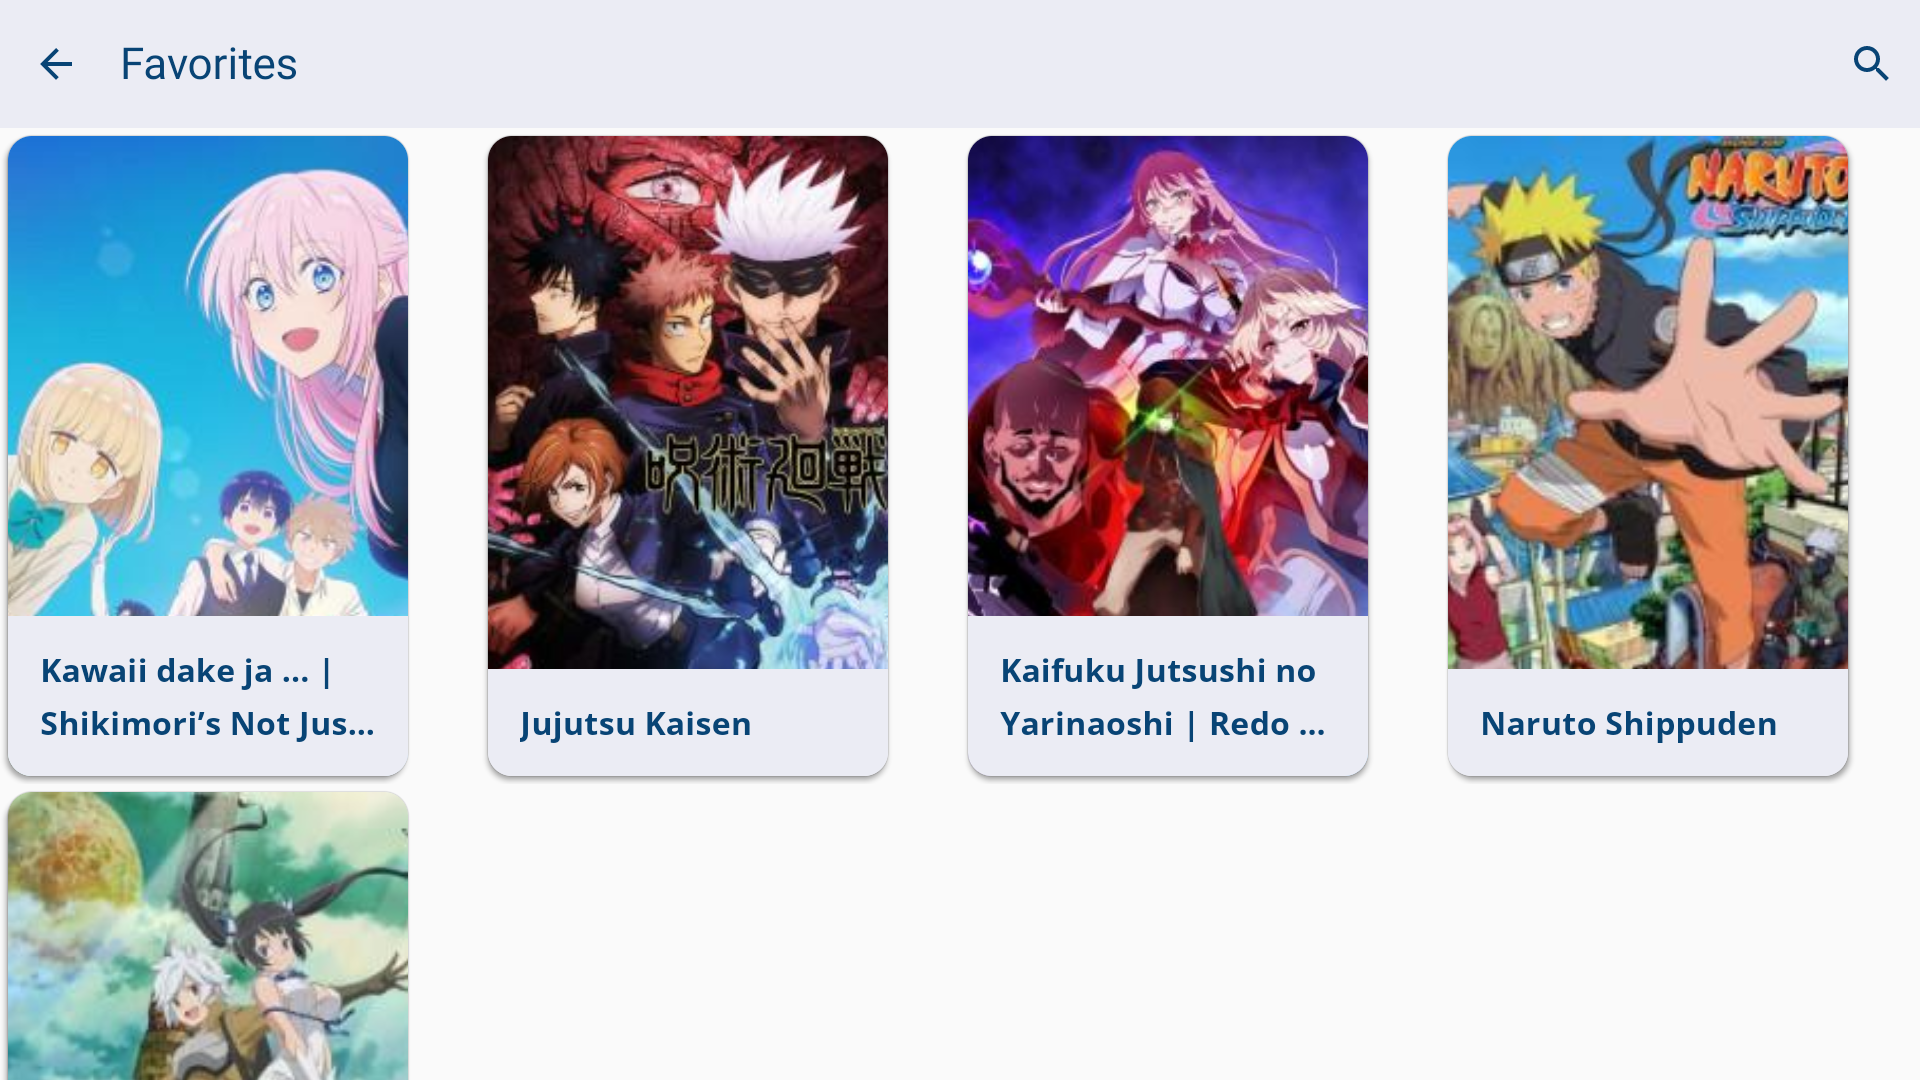 Favorites
Kawaii dake ja ... |
Shikimori’s Not Jus...
呪術廻戦
Jujutsu Kaisen
Kaifuku Jutsushi no
Yarinaoshi | Redo ...
NARUTO
Shippuden
Naruto Shippuden